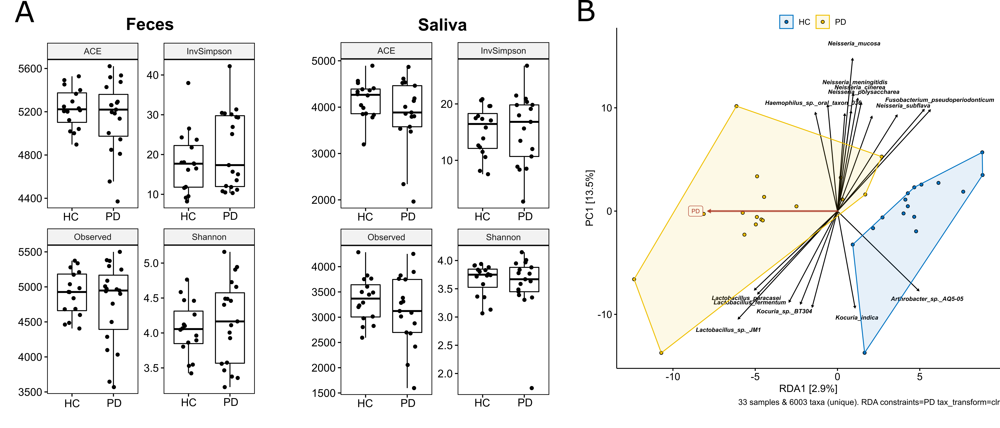 A
Feces
Saliva
ACE
InvSimpson
5600
5200
4800
4400
40
30
20
10
HC
PD
HC
PD
Observed
Shannon
5500
5000
4500
4000
3500
5.0
4.5
4.0
3.5
HC
PD
HC
PD
ACE
InvSimpson
5000
4000
3000
2000
20
10
HC
PD
HC
PD
Observed
Shannon
4000
3500
3000
2500
2000
1500
4.0
3.5
3.0
2.5
2.0
HC
PD
HC
PD
B
HC
PD
Neisseria_mucosa
Neisseria_meningitidis
Neisseria_cinerea
Neisseria_polysaccharea
Haemophilus_sp._oral_taxon_036
Fusobacterium_pseudoperiodonticum
Neisseria_subflava
PD
Lactobacillus_paracasei
Lactobacillus_fermentum
Kocuria_sp._BT304
Lactobacillus_sp._JM1
Kocuria_indica
Arthrobacter_sp._AQ5-05
PC1 [13.5%]
10
0
-10
-10
-5
0
5
RDA1 [2.9%]
33 samples & 6003 taxa (unique). RDA constraints=PD tax_transform=clr